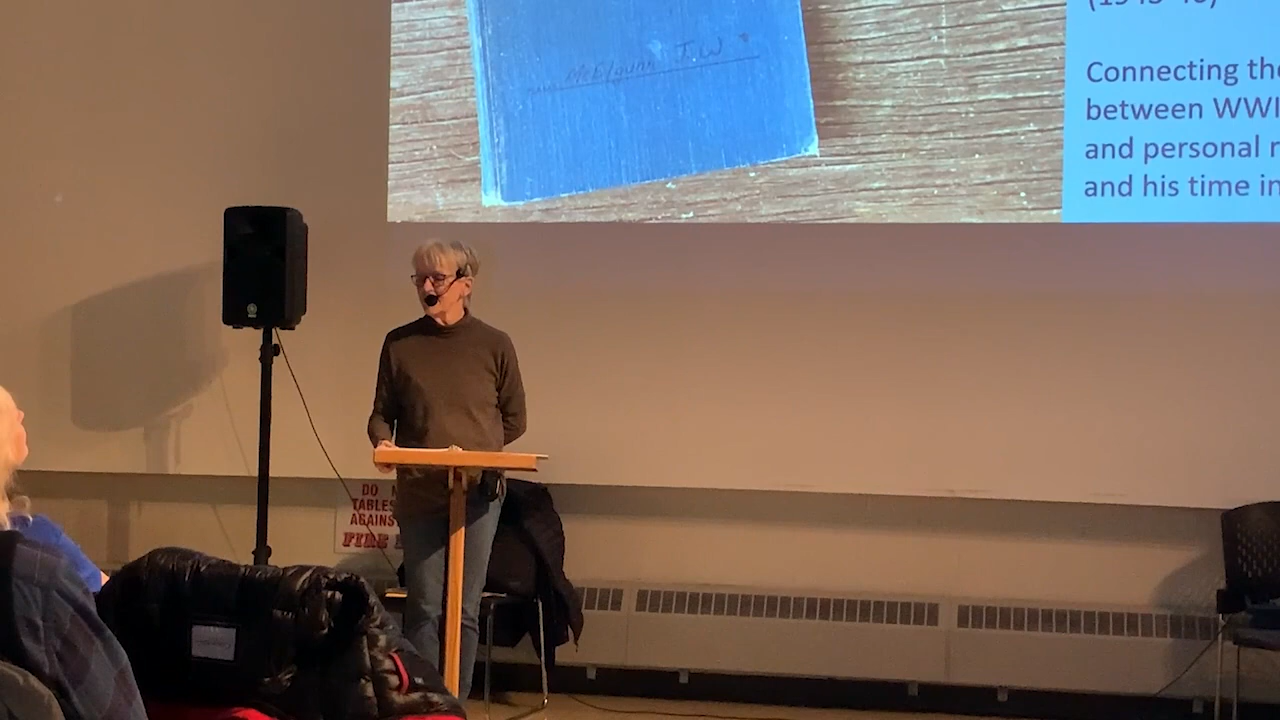 McElgunn J.W.
Connecting the
between WWI
and personal
and his time in
DO
TABLES
AGAINS
FIRE